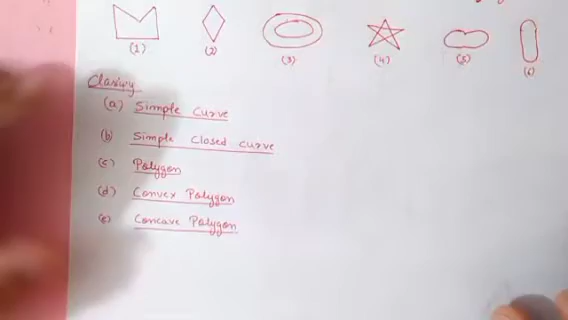 (1) (2) (3) (4) (5) (6)
Classify
(a) Simple curve
(b) Simple closed curve
(c) Polygon
(d) Convex Polygon
(e) Concave Polygon